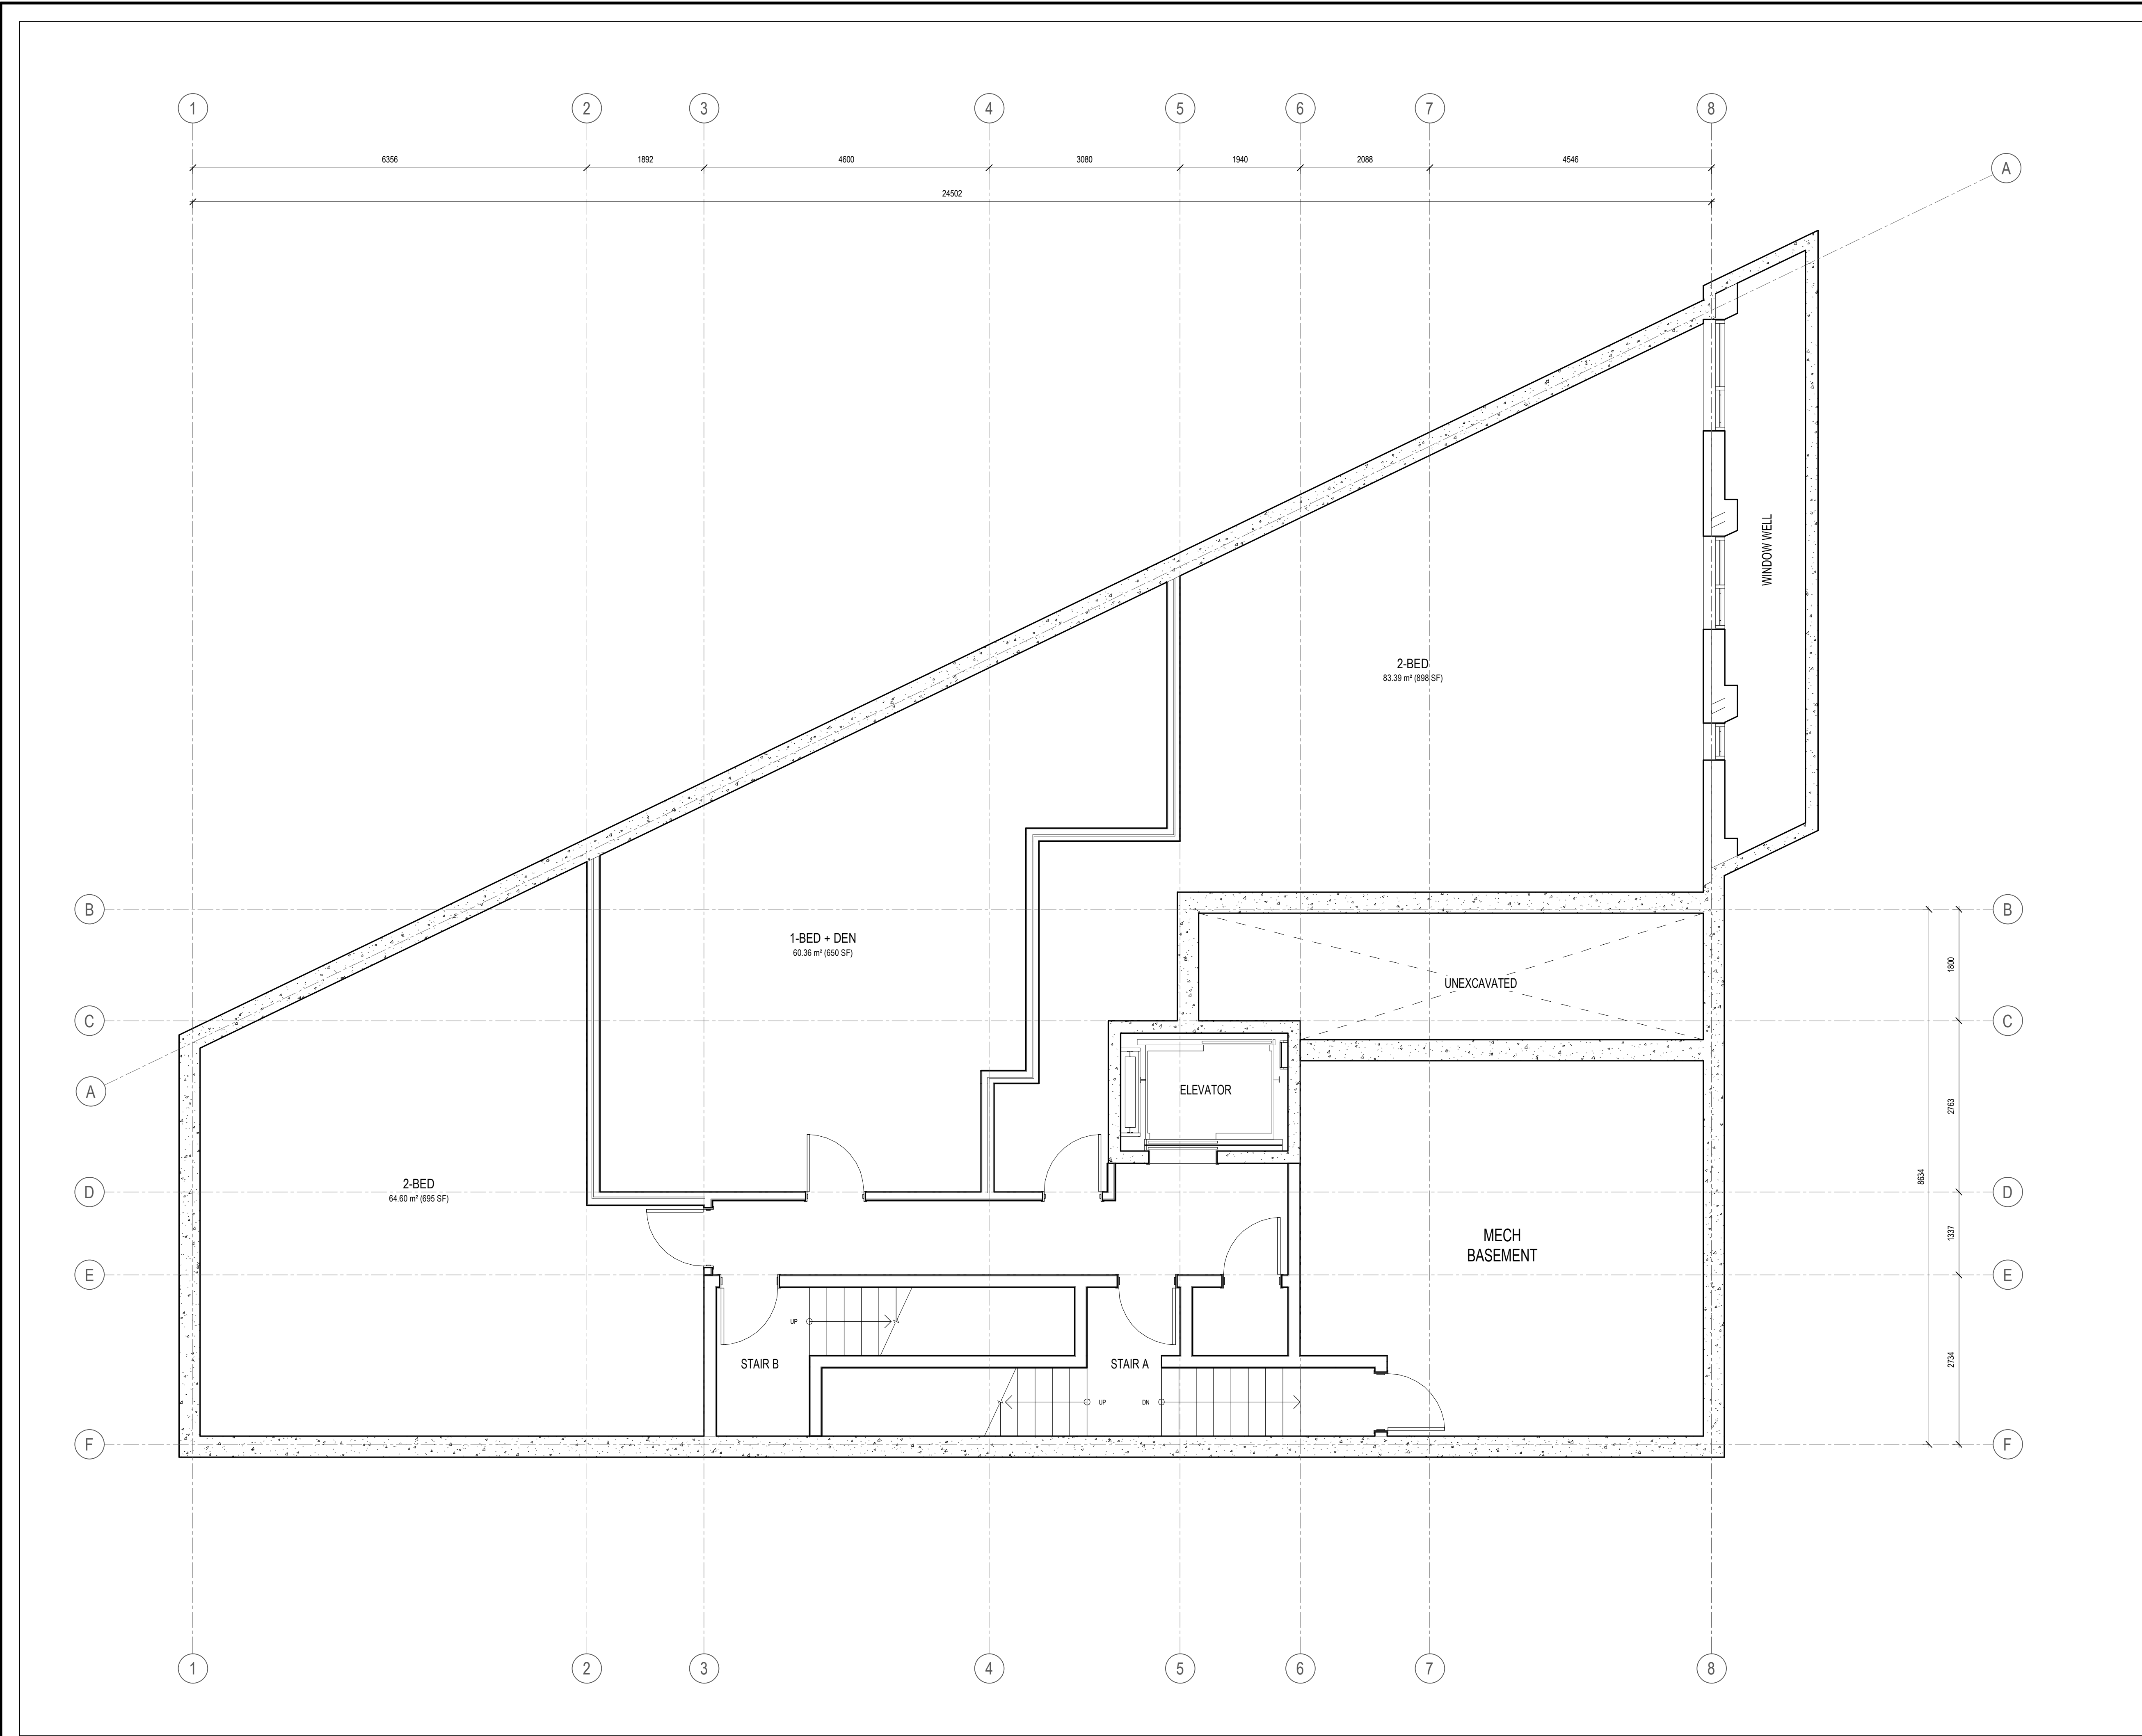 1 2 3 4 5 6 7 8
6356 1892 4600 3080 1940 2088 4546
A
24502
WINDOW WELL
2-BED
83.39 m² (898 SF)
B B
1-BED + DEN
60.36 m² (650 SF)
1800
UNEXCAVATED
C C
A
ELEVATOR
2763
2-BED
64.60 m² (695 SF)
D D
8634
MECH
BASEMENT
1337
E E
UP
STAIR B
STAIR A
2734
UP
DN
F F
1 2 3 4 5 6 7 8